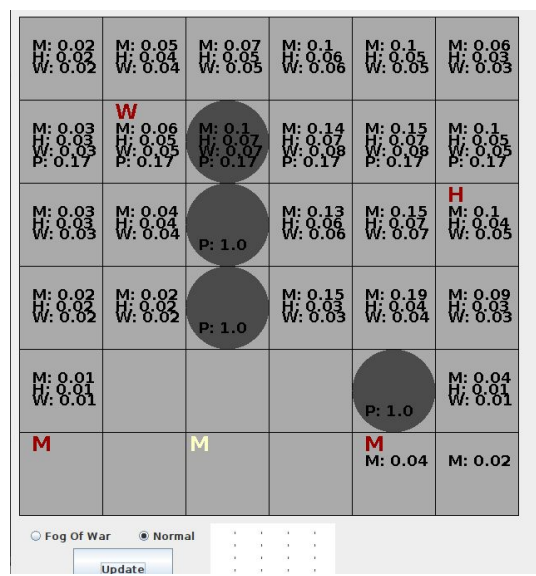 M: 0.02 M: 0.05 M: 0.07 M: 0.1 M: 0.1 M: 0.06
H: 0.02 H: 0.04 H: 0.05 H: 0.06 H: 0.05 H: 0.03
W: 0.02 W: 0.04 W: 0.05 W: 0.06 W: 0.05 W: 0.03
W
M: 0.03 M: 0.06 M: 0.1 M: 0.14 M: 0.15 M: 0.1
H: 0.03 H: 0.05 H: 0.07 H: 0.07 H: 0.07 H: 0.05
W: 0.03 W: 0.05 W: 0.07 W: 0.08 W: 0.08 W: 0.05
P: 0.17 P: 0.17 P: 0.17 P: 0.17 P: 0.17 P: 0.17
H
M: 0.03 M: 0.04 M: 0.13 M: 0.15 M: 0.1
H: 0.03 H: 0.04 H: 0.06 H: 0.07 H: 0.04
W: 0.03 W: 0.04 W: 0.06 W: 0.07 W: 0.05
P: 1.0
M: 0.02 M: 0.02 M: 0.15 M: 0.19 M: 0.09
H: 0.02 H: 0.02 H: 0.03 H: 0.04 H: 0.03
W: 0.02 W: 0.02 W: 0.03 W: 0.04 W: 0.03
P: 1.0
M: 0.01 M: 0.04
H: 0.01 H: 0.01
W: 0.01 W: 0.01
P: 1.0
M M M
M: 0.04 M: 0.02
Fog Of War Normal
Update